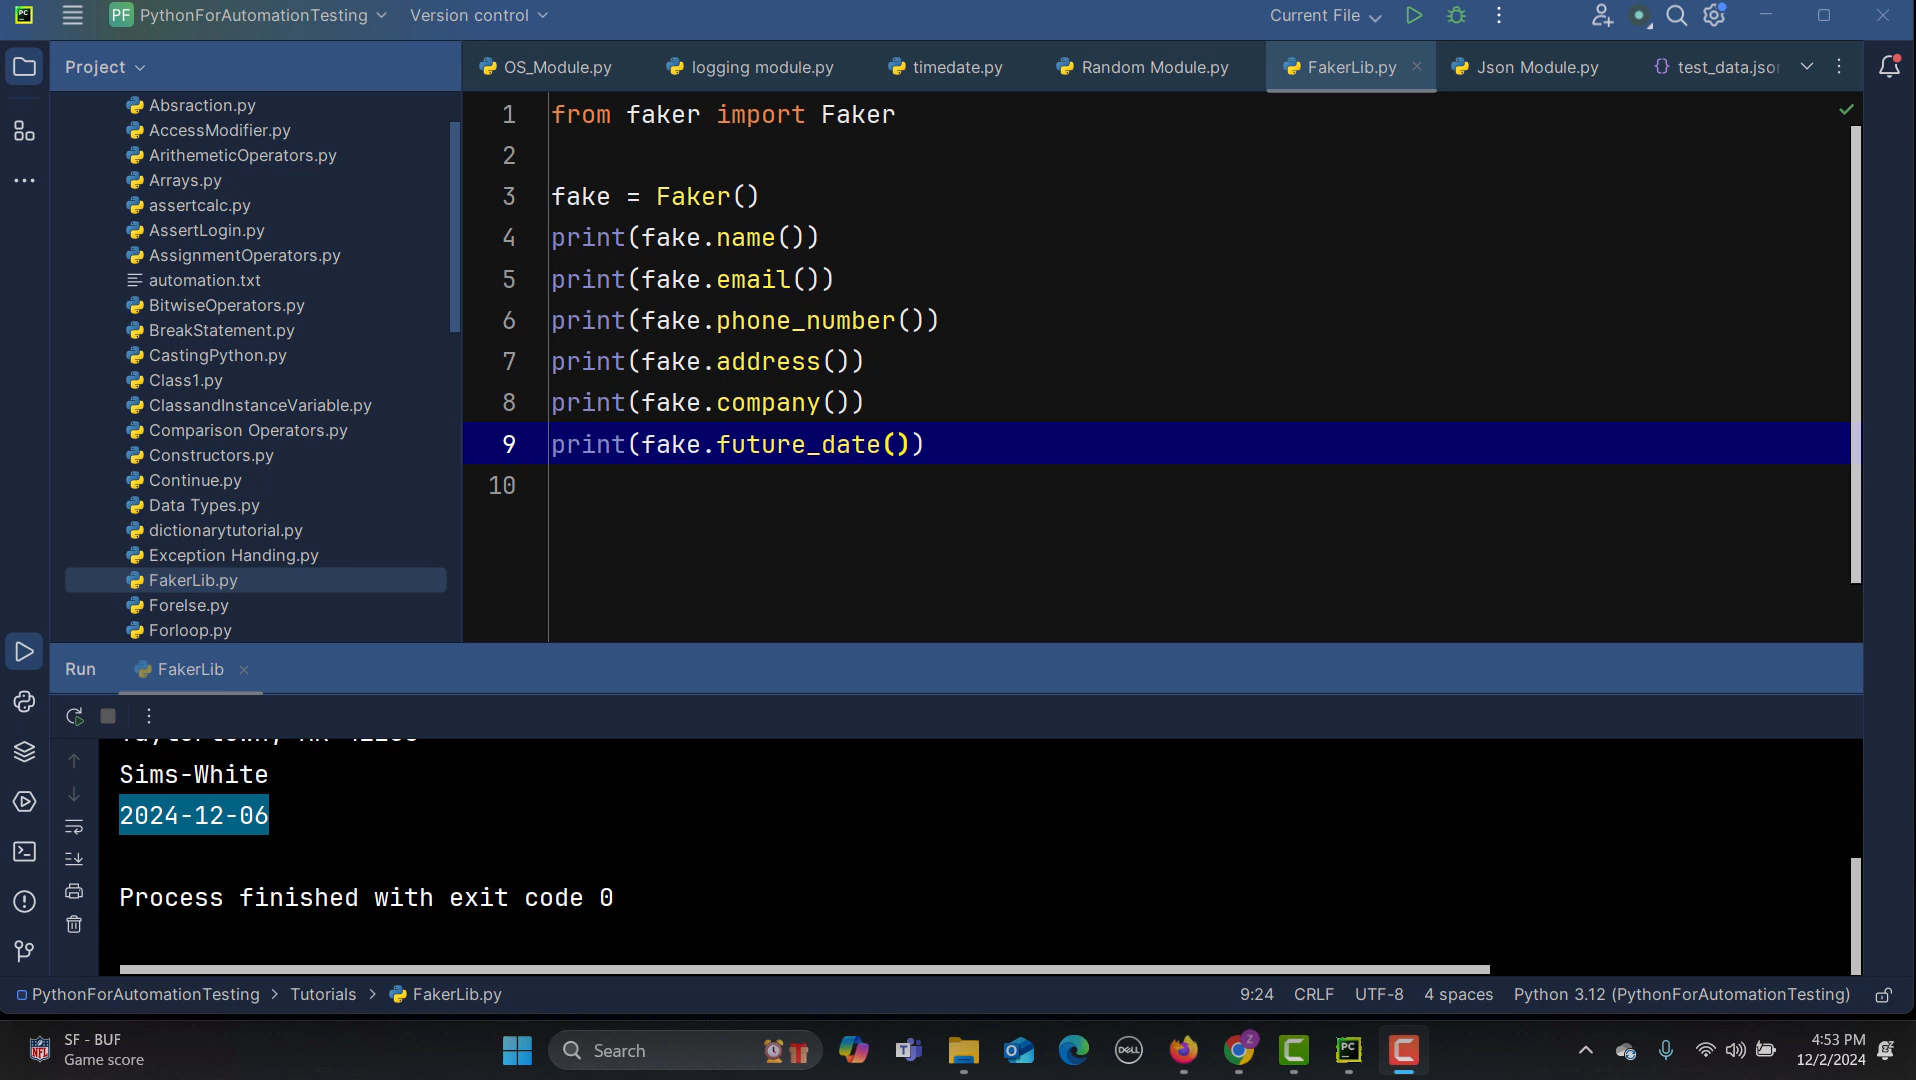 PC
PF PythonForAutomationTesting
Version control
Current File
Project
OS_Module.py
logging module.py
timedate.py
Random Module.py
FakerLib.py
Json Module.py
test_data.jso
Absraction.py
AccessModifier.py
ArithemeticOperators.py
Arrays.py
assertcalc.py
AssertLogin.py
AssignmentOperators.py
automation.txt
BitwiseOperators.py
BreakStatement.py
CastingPython.py
Class1.py
ClassandInstanceVariable.py
Comparison Operators.py
Constructors.py
Continue.py
Data Types.py
dictionarytutorial.py
Exception Handing.py
FakerLib.py
Forelse.py
Forloop.py
1 from faker import Faker
2
3 fake = Faker()
4 print(fake.name())
5 print(fake.email())
6 print(fake.phone_number())
7 print(fake.address())
8 print(fake.company())
9 print(fake.future_date())
10
Run
FakerLib
Sims-White
2024-12-06
Process finished with exit code 0
PythonForAutomationTesting > Tutorials > FakerLib.py
9:24 CRLF UTF-8 4 spaces Python 3.12 (PythonForAutomationTesting)
SF - BUF
Game score
Search
DELL
Z
PC
4:53 PM
12/2/2024